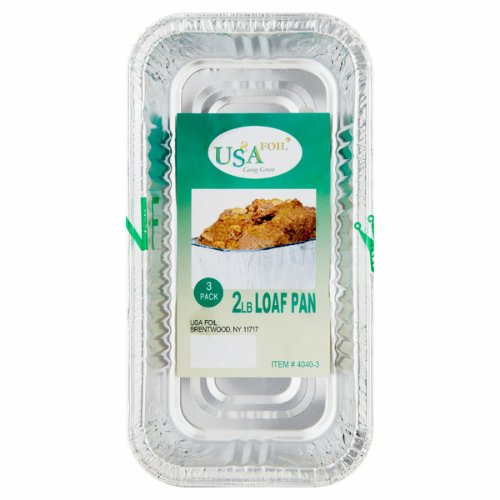 USA FOIL
Going Green
3
PACK
2LB LOAF PAN
USA FOIL
BRENTWOOD, NY 11717
ITEM # 4040-3